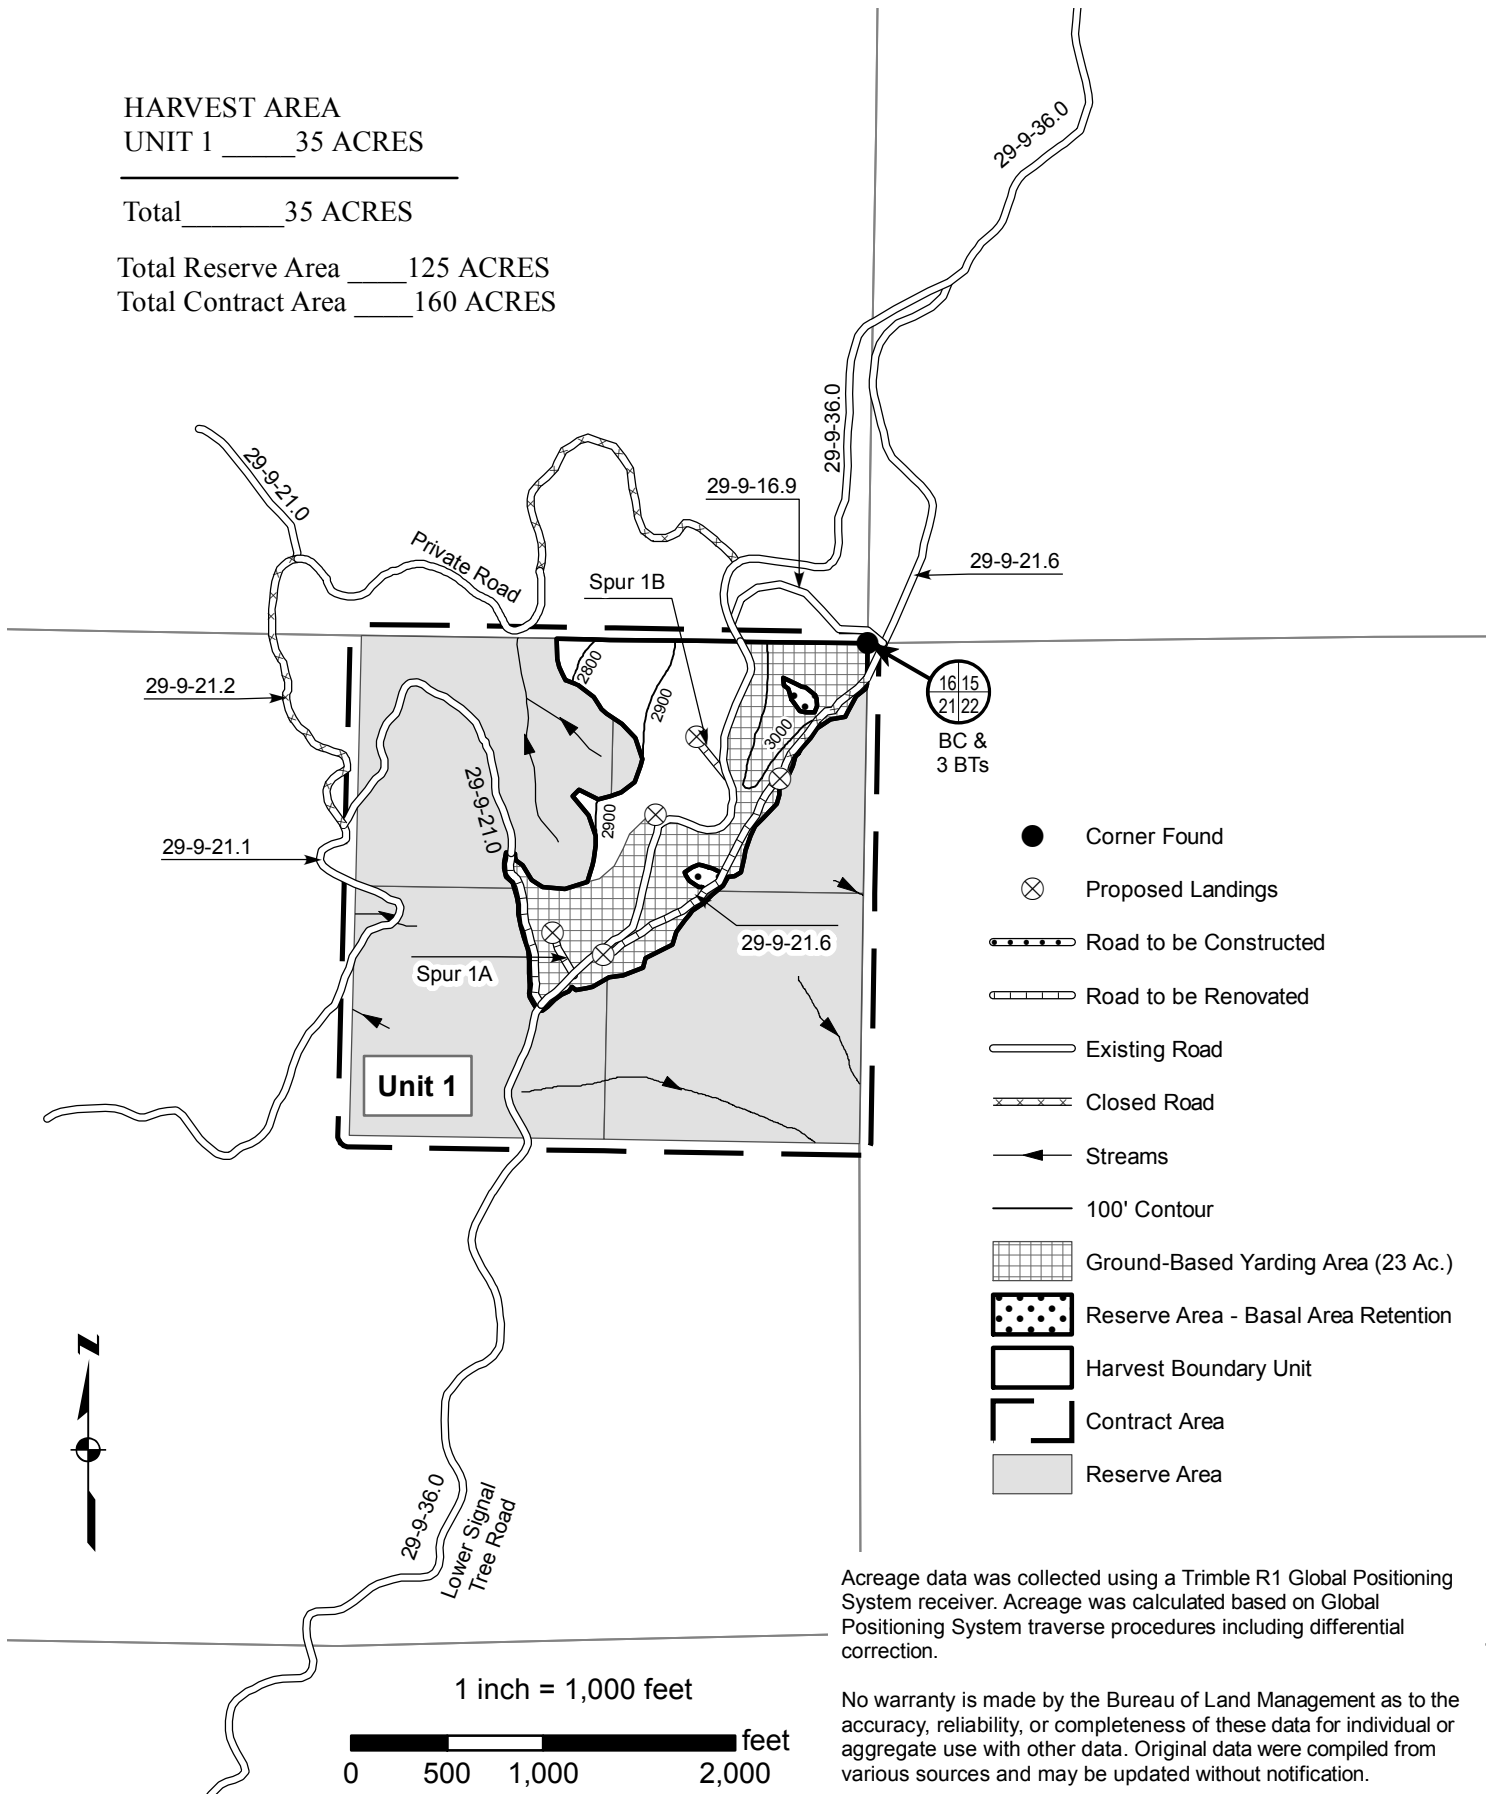 HARVEST AREA
UNIT 1 _____35 ACRES
Total_______35 ACRES
Total Reserve Area ____125 ACRES
Total Contract Area ____160 ACRES
29-9-36.0
29-9-36.0
29-9-21.0
29-9-16.9
Private Road
Spur 1B
29-9-21.6
2800
29-9-21.2
2900
16 15
21 22
BC &
3 BTs
3000
29-9-21.0
2900
29-9-21.1
29-9-21.6
Spur 1A
Unit 1
Corner Found
Proposed Landings
Road to be Constructed
Road to be Renovated
Existing Road
Closed Road
Streams
100' Contour
Ground-Based Yarding Area (23 Ac.)
Reserve Area - Basal Area Retention
Harvest Boundary Unit
Contract Area
Reserve Area
N
29-9-36.0
Lower Signal
Tree Road
Acreage data was collected using a Trimble R1 Global Positioning
System receiver. Acreage was calculated based on Global
Positioning System traverse procedures including differential
correction.
No warranty is made by the Bureau of Land Management as to the
accuracy, reliability, or completeness of these data for individual or
aggregate use with other data. Original data were compiled from
various sources and may be updated without notification.
1 inch = 1,000 feet
feet
0 500 1,000 2,000